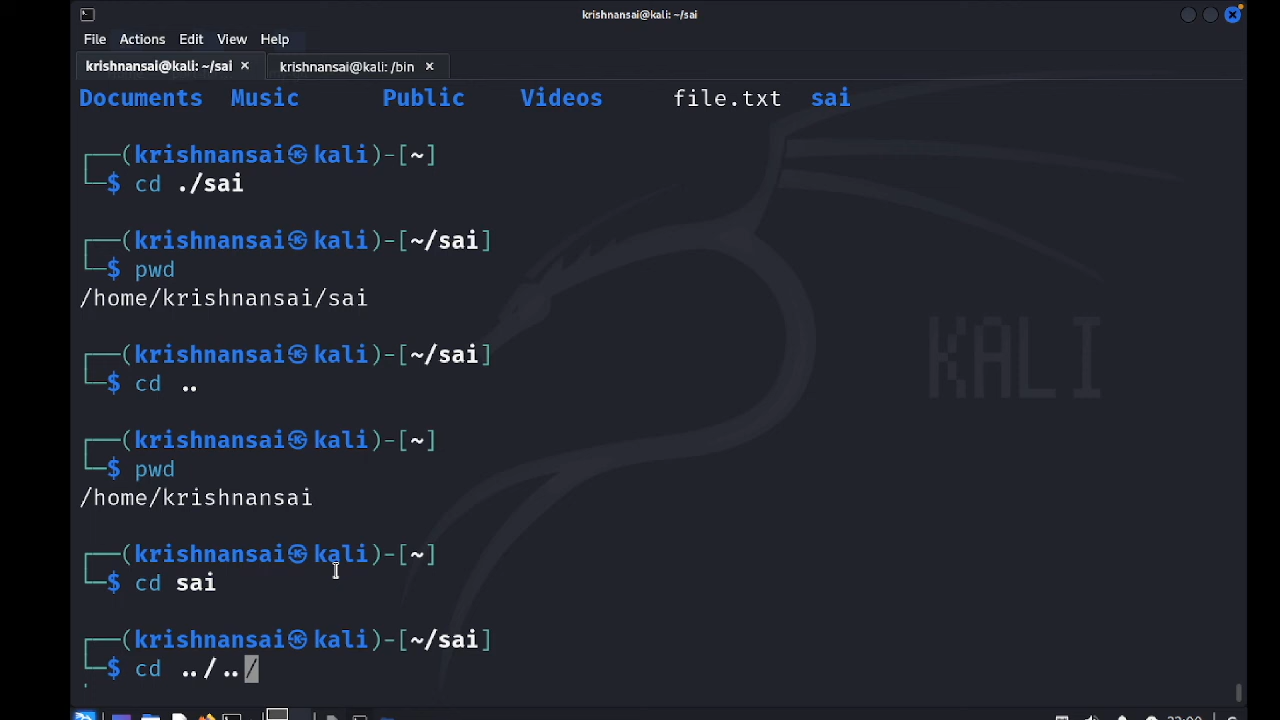 krishnansai@kali: ~/sai
File Actions Edit View Help
krishnansai@kali: ~/sai × krishnansai@kali: /bin ×
Documents Music Public Videos file.txt sai
┌──(krishnansai㉿kali)-[~]
└─$ cd ./sai
┌──(krishnansai㉿kali)-[~/sai]
└─$ pwd
/home/krishnansai/sai
┌──(krishnansai㉿kali)-[~/sai]
└─$ cd ..
┌──(krishnansai㉿kali)-[~]
└─$ pwd
/home/krishnansai
┌──(krishnansai㉿kali)-[~]
└─$ cd sai
┌──(krishnansai㉿kali)-[~/sai]
└─$ cd ../../
KALI